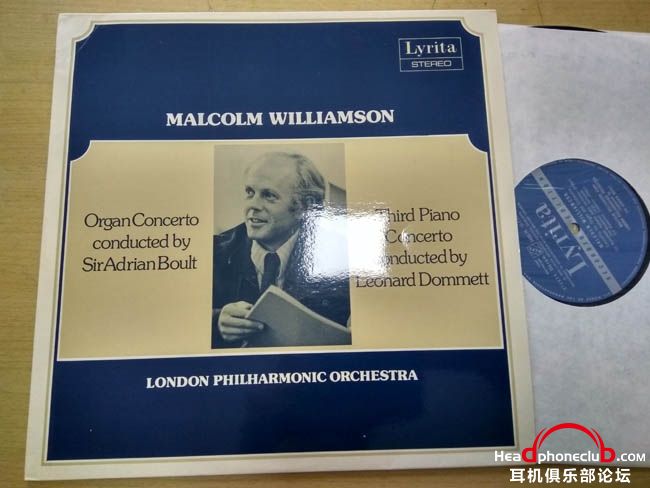 Lyrita
STEREO
MALCOLM WILLIAMSON
Organ Concerto
conducted by
Sir Adrian Boult
Third Piano
Concerto
conducted by
Leonard Dommett
LONDON PHILHARMONIC ORCHESTRA
Lyrita
HeadphoneClub.com
耳机俱乐部论坛